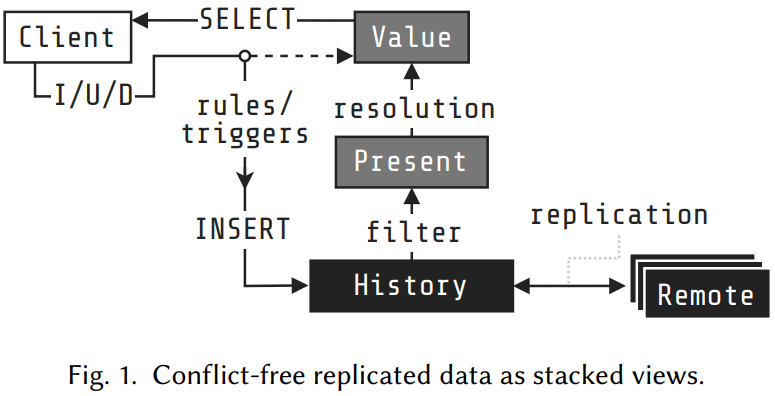 Client
SELECT
Value
I/U/D
rules/
triggers
resolution
Present
INSERT
filter
replication
History
Remote
Fig. 1. Conflict-free replicated data as stacked views.